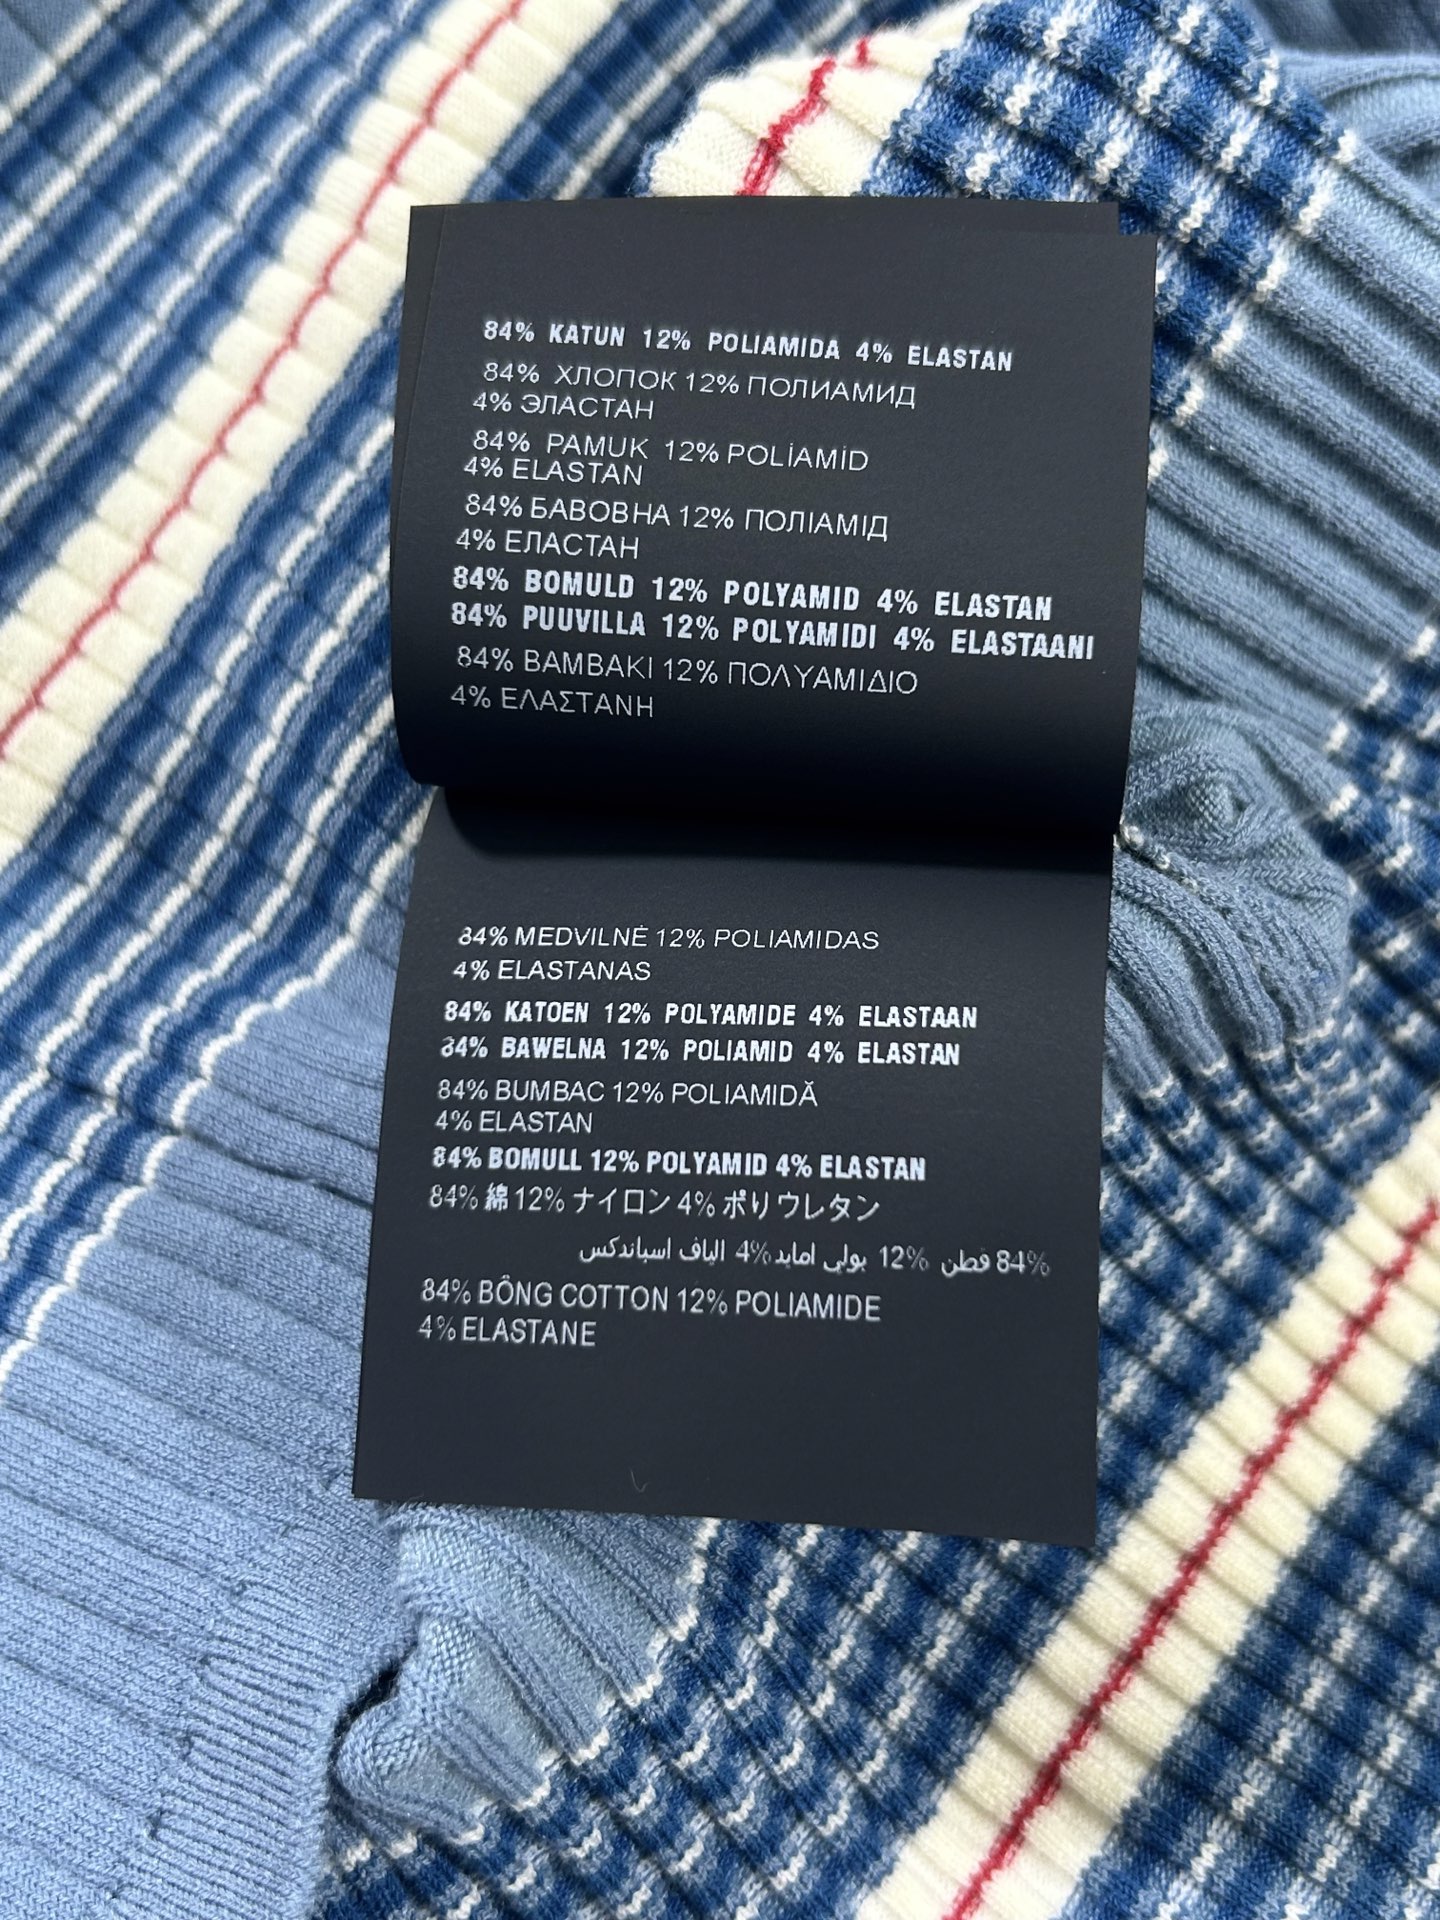 84% KATUN 12% POLIAMIDA 4% ELASTAN
84% ХЛОПОК 12% ПОЛИАМИД
4% ЭЛАСТАН
84% PAMUK 12% POLİAMİD
4% ELASTAN
84% БАВОВНА 12% ПОЛІАМІД
4% ЕЛАСТАН
84% BOMULD 12% POLYAMID 4% ELASTAN
84% PUUVILLA 12% POLYAMIDI 4% ELASTAANI
84% ΒΑΜΒΑΚΙ 12% ΠΟΛΥΑΜΙΔΙΟ
4% ΕΛΑΣΤΑΝΗ
84% MEDVILNĖ 12% POLIAMIDAS
4% ELASTANAS
84% KATOEN 12% POLYAMIDE 4% ELASTAAN
84% BAWELNA 12% POLIAMID 4% ELASTAN
84% BUMBAC 12% POLIAMIDĂ
4% ELASTAN
84% BOMULL 12% POLYAMID 4% ELASTAN
84% 綿 12% ナイロン 4% ポリウレタン
84% قطن 12% بولي امايد 4% الياف اسباندكس
84% BÔNG COTTON 12% POLIAMIDE
4% ELASTANE